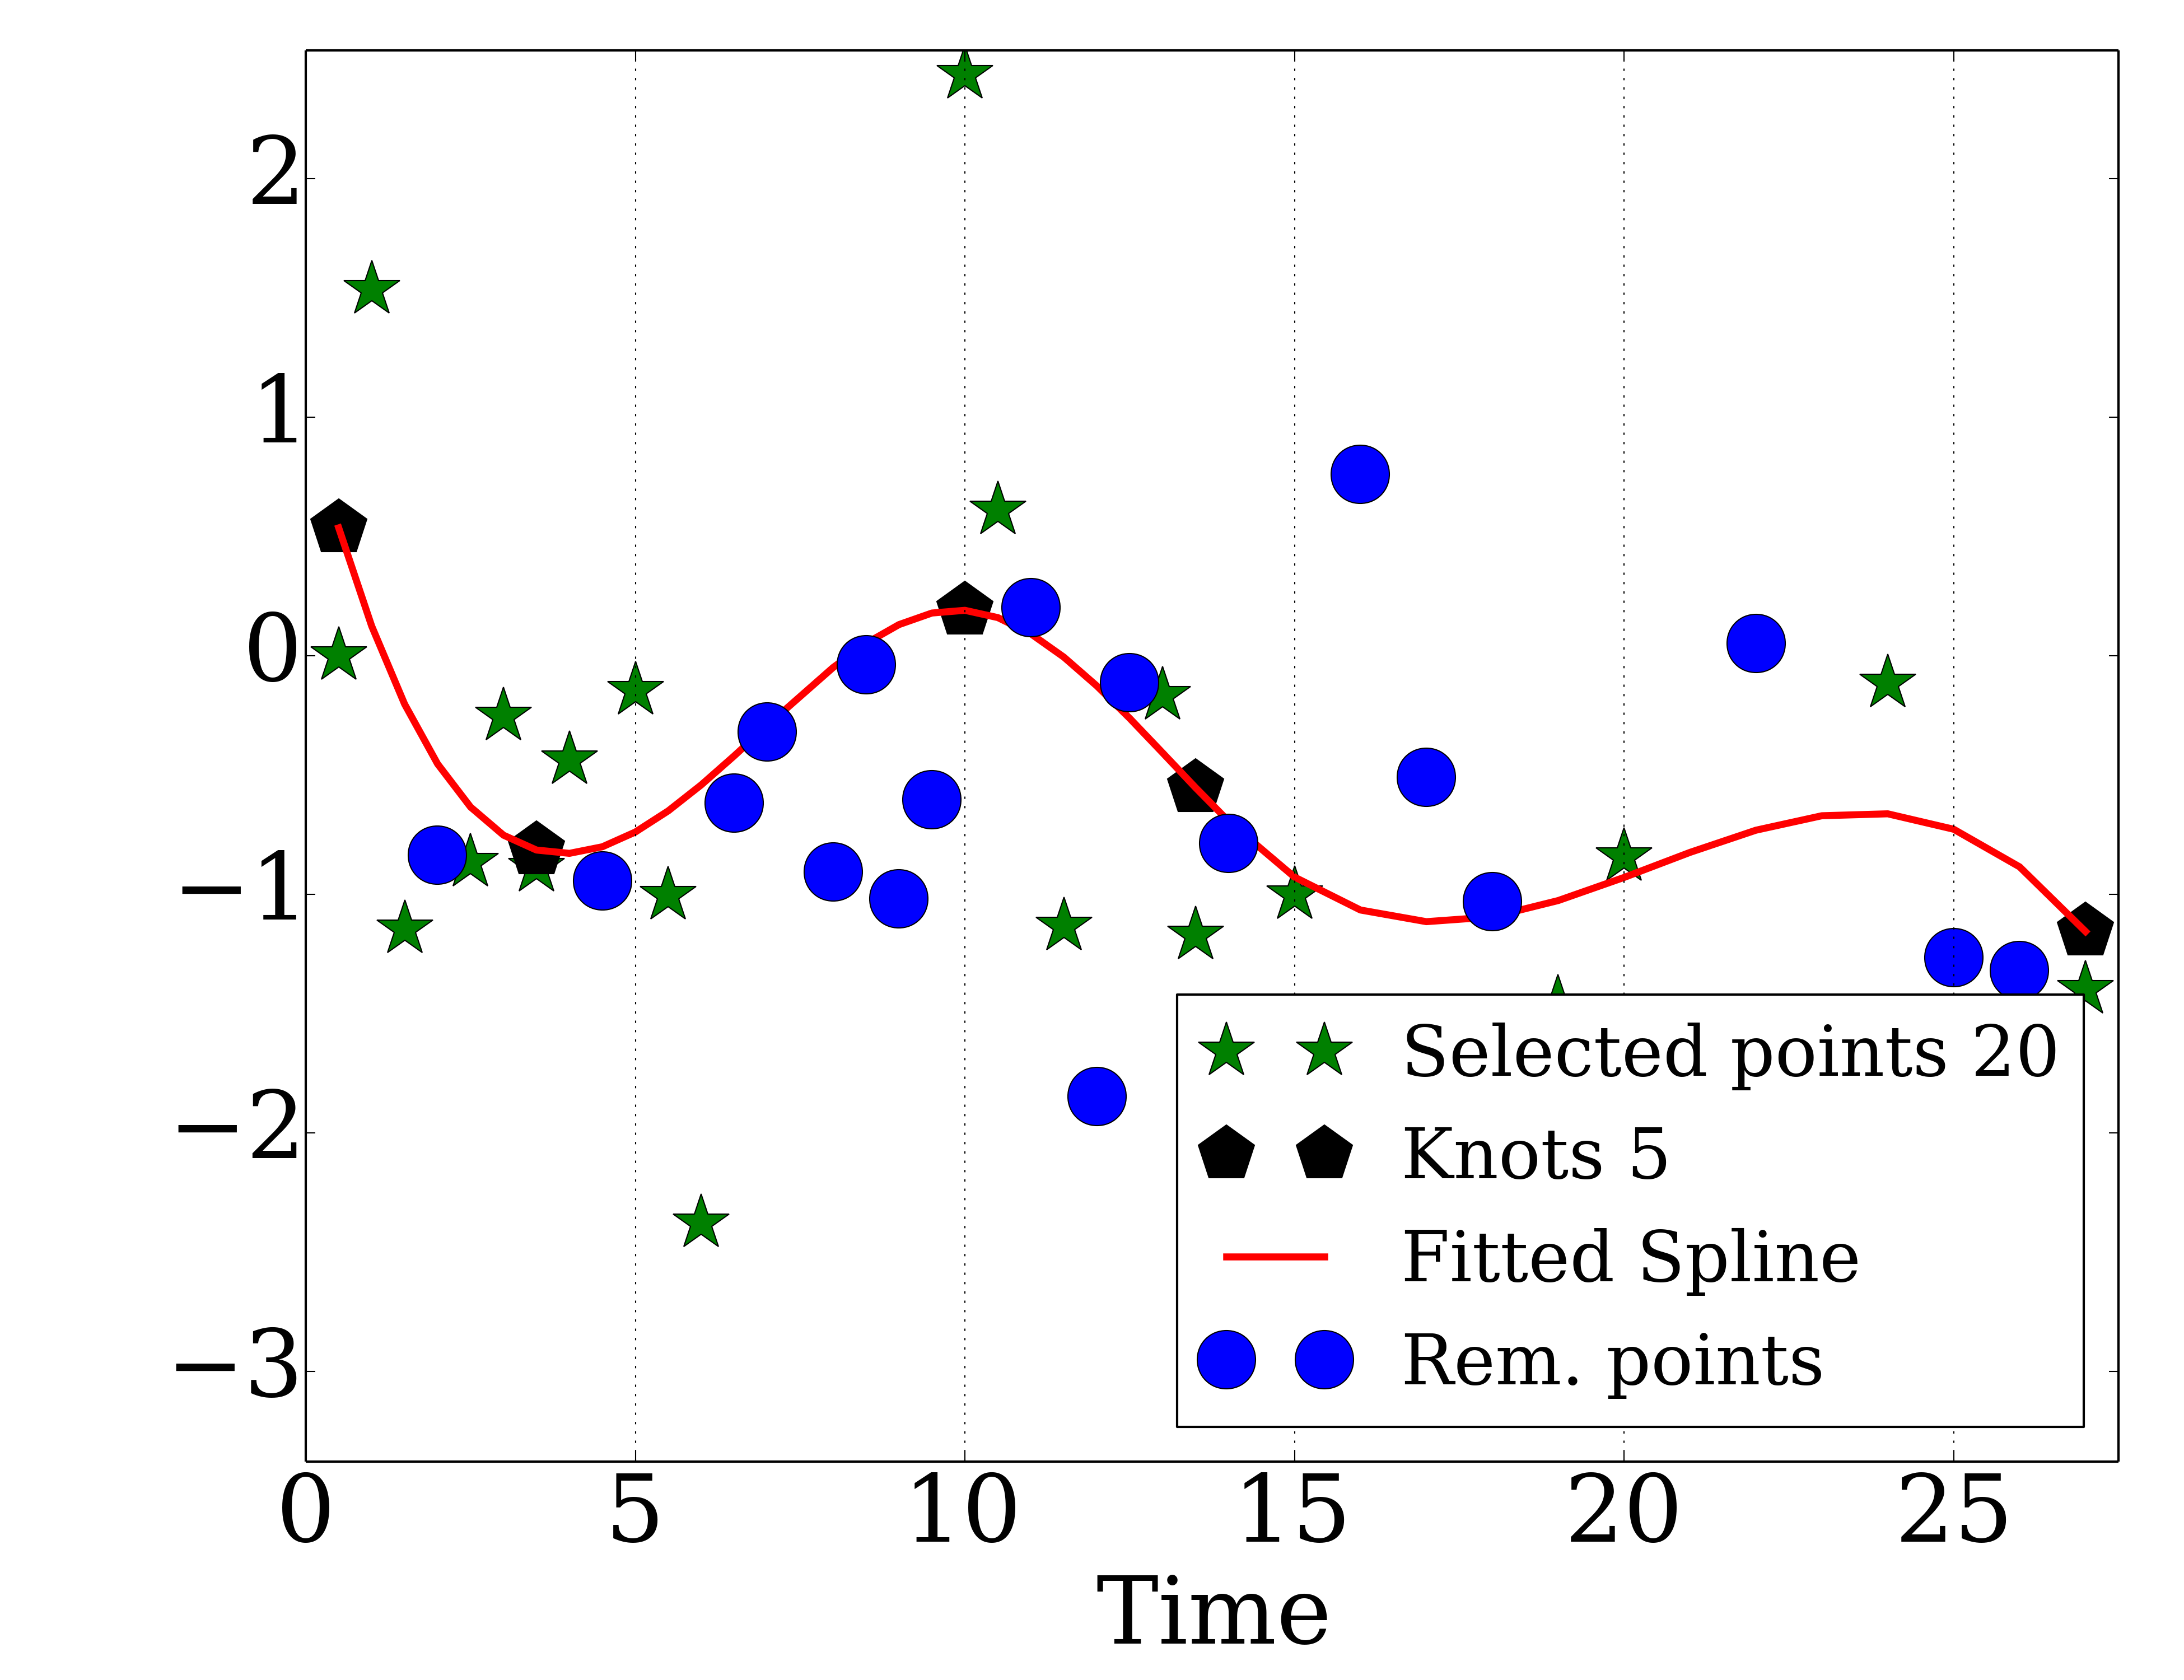 2
1
0
−1
−2
−3
Selected points 20
Knots 5
Fitted Spline
Rem. points
0 5 10 15 20 25
Time